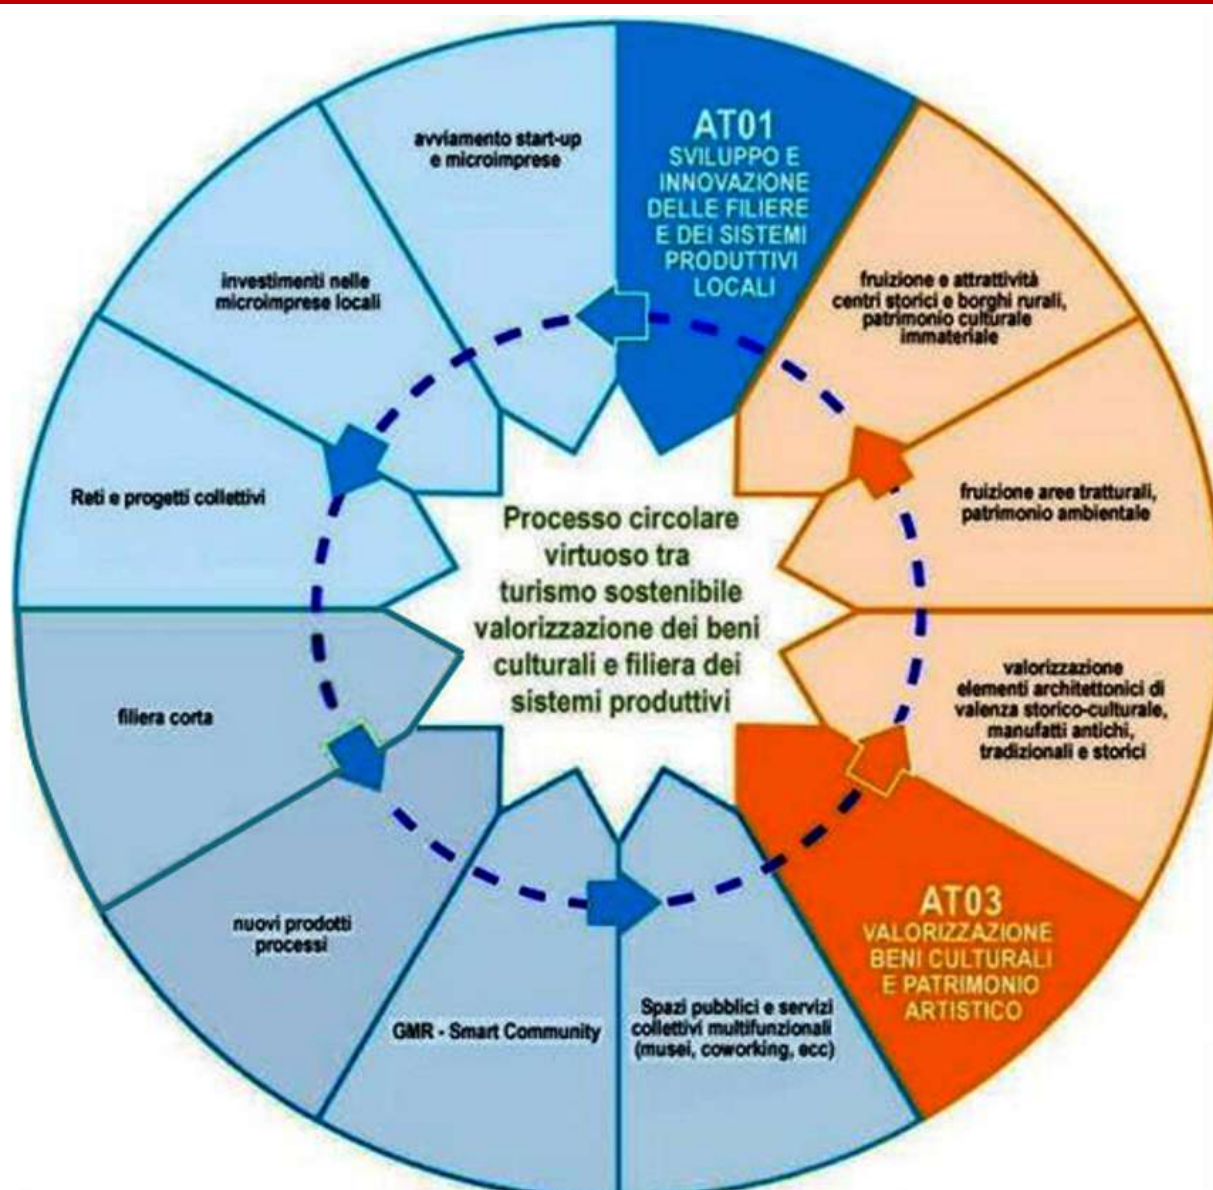 AT01
SVILUPPO E
INNOVAZIONE
DELLE FILIERE
E DEI SISTEMI
PRODUTTIVI
LOCALI
avviamento start-up
e microimprese
investimenti nelle
microimprese locali
Reti e progetti collettivi
filiera corta
nuovi prodotti
processi
GMR - Smart Community
Spazi pubblici e servizi
collettivi multifunzionali
(musei, coworking, ecc)
AT03
VALORIZZAZIONE
BENI CULTURALI
E PATRIMONIO
ARTISTICO
valorizzazione
elementi architettonici di
valenza storico-culturale,
manufatti antichi,
tradizionali e storici
fruizione aree tratturali,
patrimonio ambientale
fruizione e attrattività
centri storici e borghi rurali,
patrimonio culturale
immateriale
Processo circolare
virtuoso tra
turismo sostenibile
valorizzazione dei beni
culturali e filiera dei
sistemi produttivi